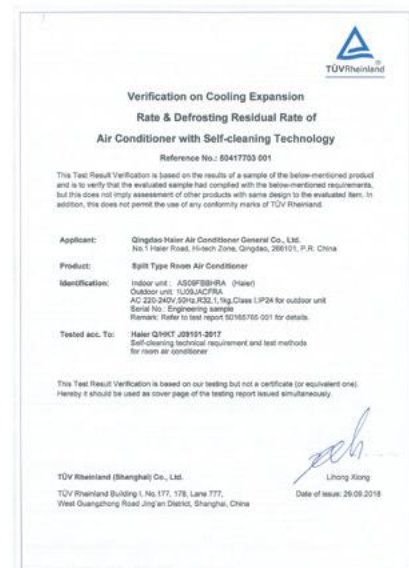 TÜVRheinland
Verification on Cooling Expansion
Rate & Defrosting Residual Rate of
Air Conditioner with Self-cleaning Technology
Reference No.: 60417703 001
This Test Result Verification is based on the results of a sample of the below-mentioned product
and is to verify that the evaluated sample had complied with the below-mentioned requirements,
but this does not imply assessment of other products with same design to the evaluated item. In
addition, this does not permit the use of any conformity marks of TÜV Rheinland.
Applicant: Qingdao Haier Air Conditioner General Co., Ltd.
No.1 Haier Road, Hi-tech Zone, Qingdao, 266101, P.R. China
Product: Split Type Room Air Conditioner
Identification: Indoor unit : AS09FBBHRA (Haier)
Outdoor unit: 1U09JACFRA
AC 220-240V,50Hz,R32,1.1kg,Class I,IP24 for outdoor unit
Serial No.: Engineering sample
Remark: Refer to test report 50165765 001 for details.
Tested acc. To: Haier Q/HKT J09101-2017
Self-cleaning technical requirement and test methods
for room air conditioner
This Test Result Verification is based on our testing but not a certificate (or equivalent one).
Hereby it should be used as cover page of the testing report issued simultaneously.
TÜV Rheinland (Shanghai) Co., Ltd.
Lihong Xiong
TÜV Rheinland Building I, No.177, 178, Lane 777,
Date of issue: 29.09.2018
West Guangzhong Road Jing'an District, Shanghai, China